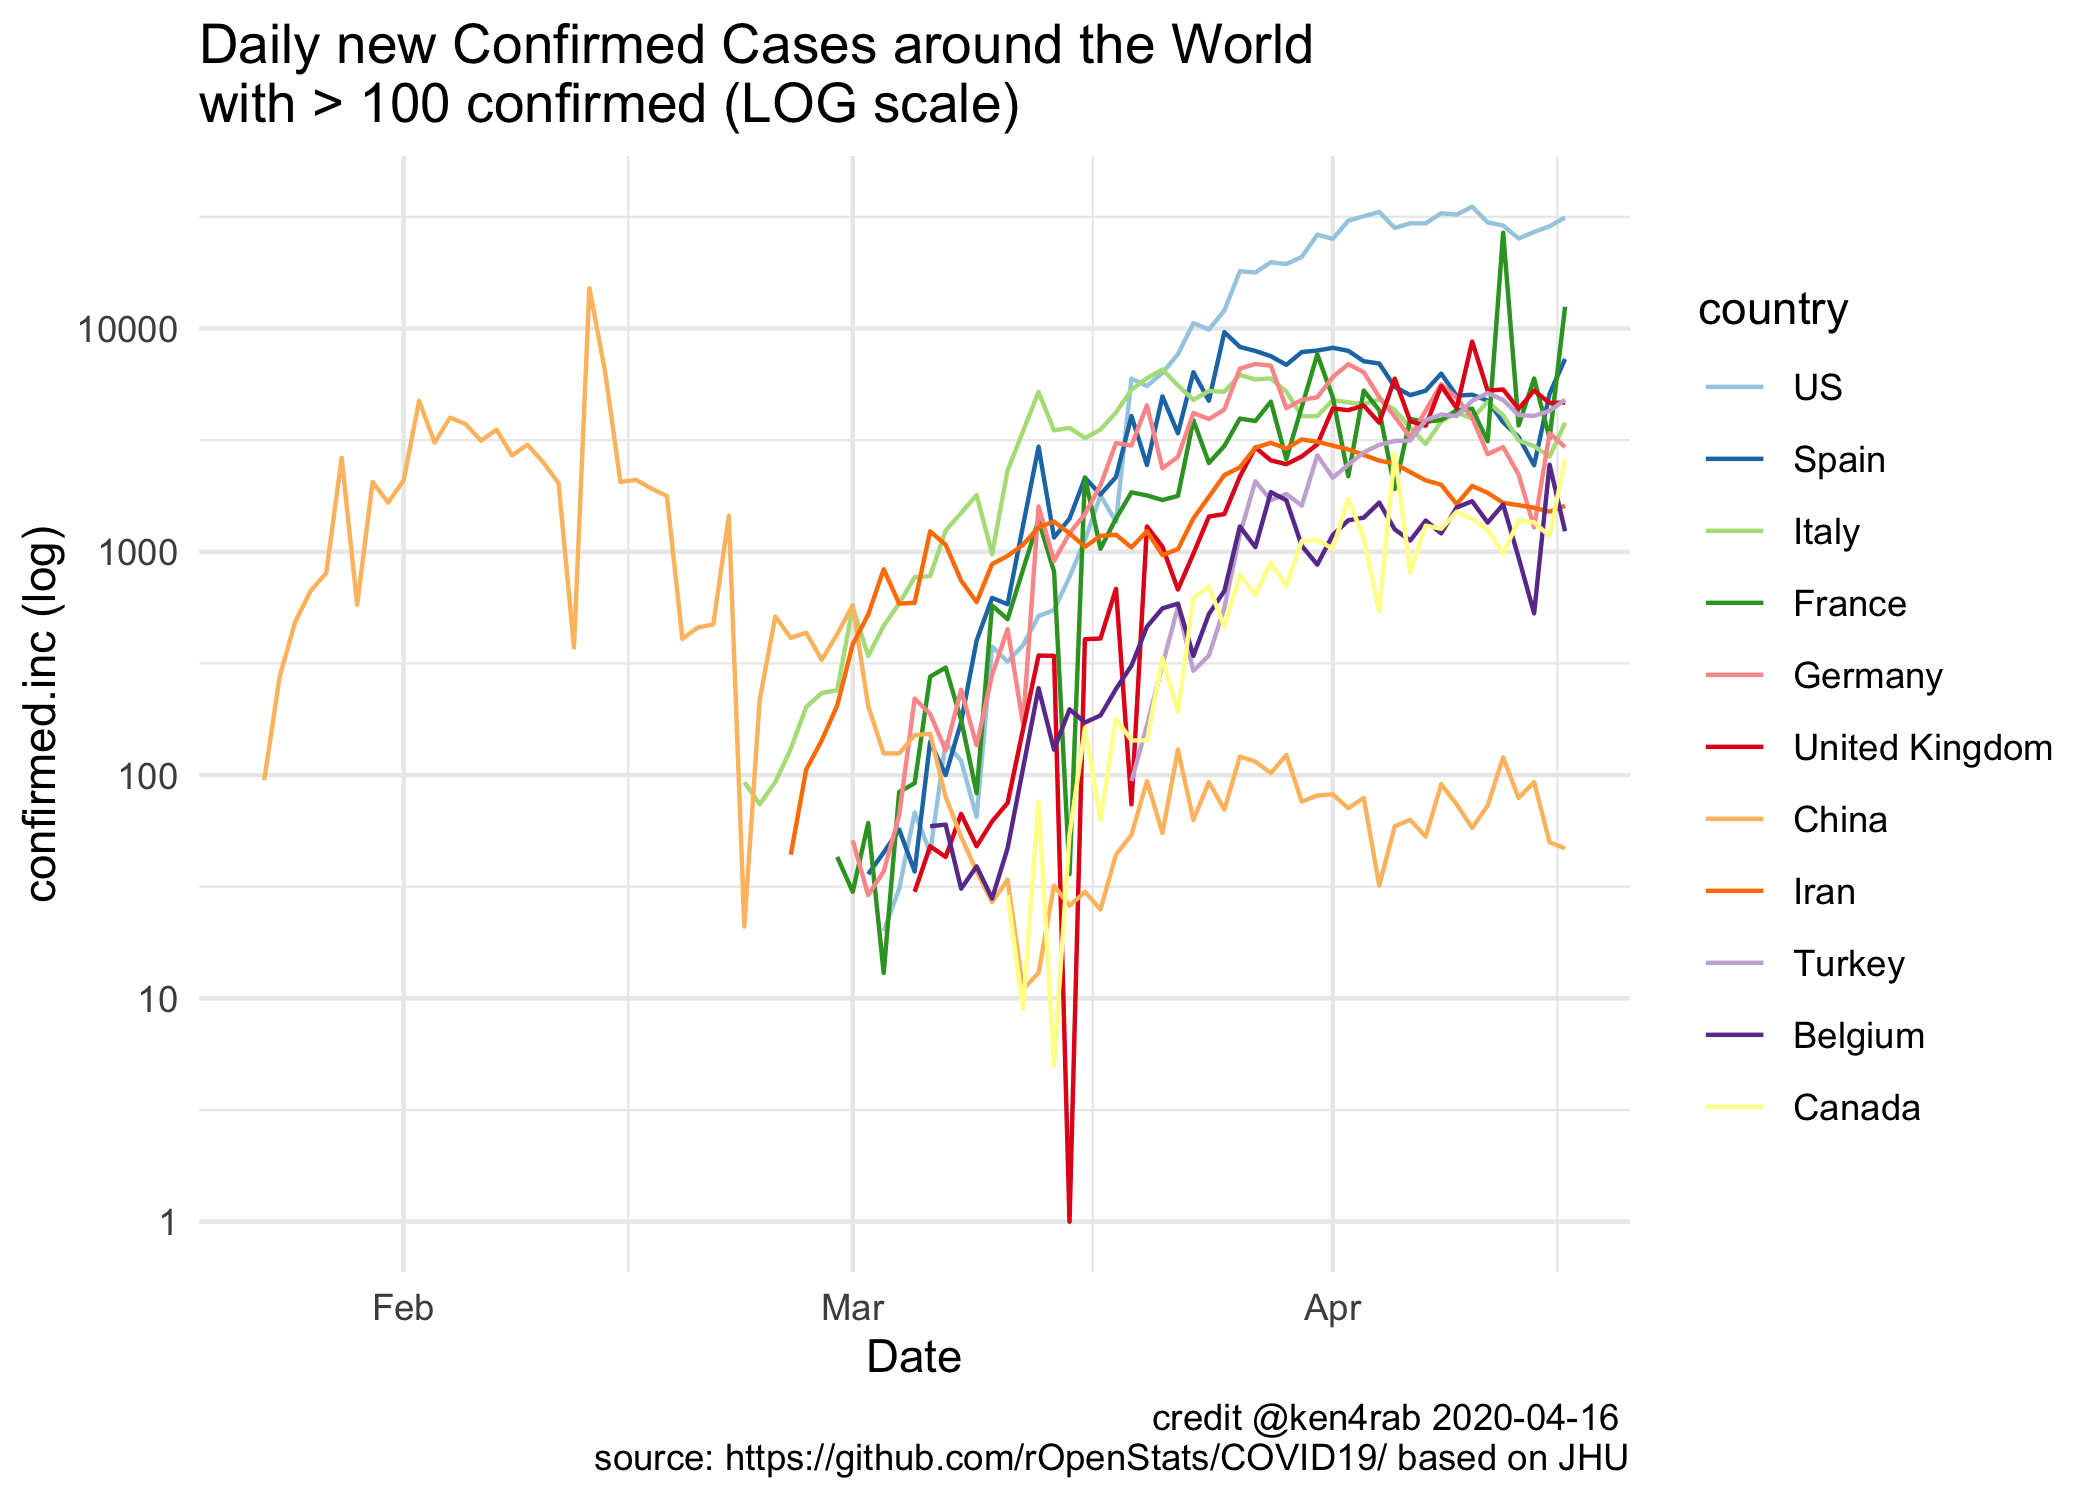 Daily new Confirmed Cases around the World
with > 100 confirmed (LOG scale)
confirmed.inc (log)
10000
1000
100
10
1
Feb
Mar
Apr
Date
country
US
Spain
Italy
France
Germany
United Kingdom
China
Iran
Turkey
Belgium
Canada
credit @ken4rab 2020-04-16
source: https://github.com/rOpenStats/COVID19/ based on JHU